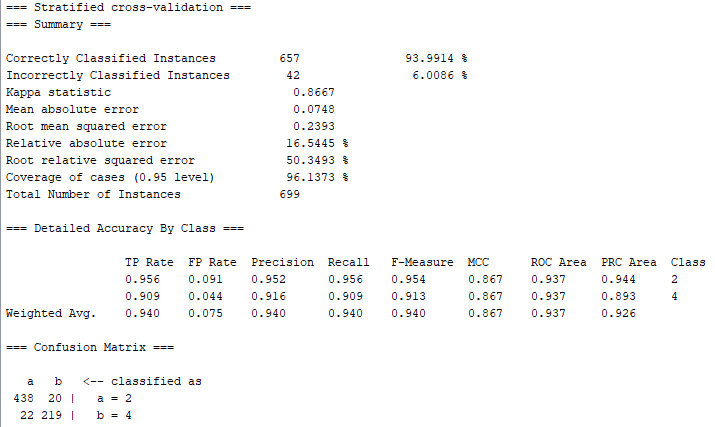 === Stratified cross-validation ===
=== Summary ===
Correctly Classified Instances 657 93.9914 %
Incorrectly Classified Instances 42 6.0086 %
Kappa statistic 0.8667
Mean absolute error 0.0748
Root mean squared error 0.2393
Relative absolute error 16.5445 %
Root relative squared error 50.3493 %
Coverage of cases (0.95 level) 96.1373 %
Total Number of Instances 699
=== Detailed Accuracy By Class ===
TP Rate FP Rate Precision Recall F-Measure MCC ROC Area PRC Area Class
0.956 0.091 0.952 0.956 0.954 0.867 0.937 0.944 2
0.909 0.044 0.916 0.909 0.913 0.867 0.937 0.893 4
Weighted Avg. 0.940 0.075 0.940 0.940 0.940 0.867 0.937 0.926
=== Confusion Matrix ===
a b <-- classified as
438 20 | a = 2
22 219 | b = 4